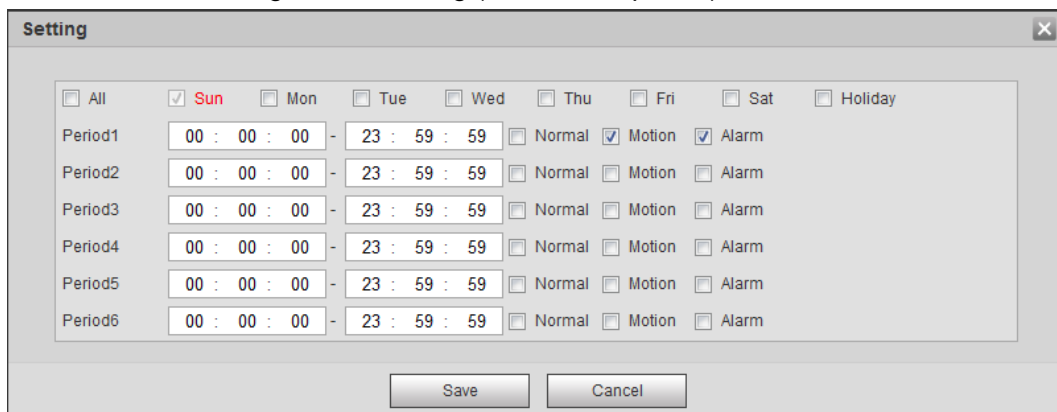 Setting
All Sun Mon Tue Wed Thu Fri Sat Holiday
Period1 00 : 00 : 00 - 23 : 59 : 59 Normal Motion Alarm
Period2 00 : 00 : 00 - 23 : 59 : 59 Normal Motion Alarm
Period3 00 : 00 : 00 - 23 : 59 : 59 Normal Motion Alarm
Period4 00 : 00 : 00 - 23 : 59 : 59 Normal Motion Alarm
Period5 00 : 00 : 00 - 23 : 59 : 59 Normal Motion Alarm
Period6 00 : 00 : 00 - 23 : 59 : 59 Normal Motion Alarm
Save Cancel